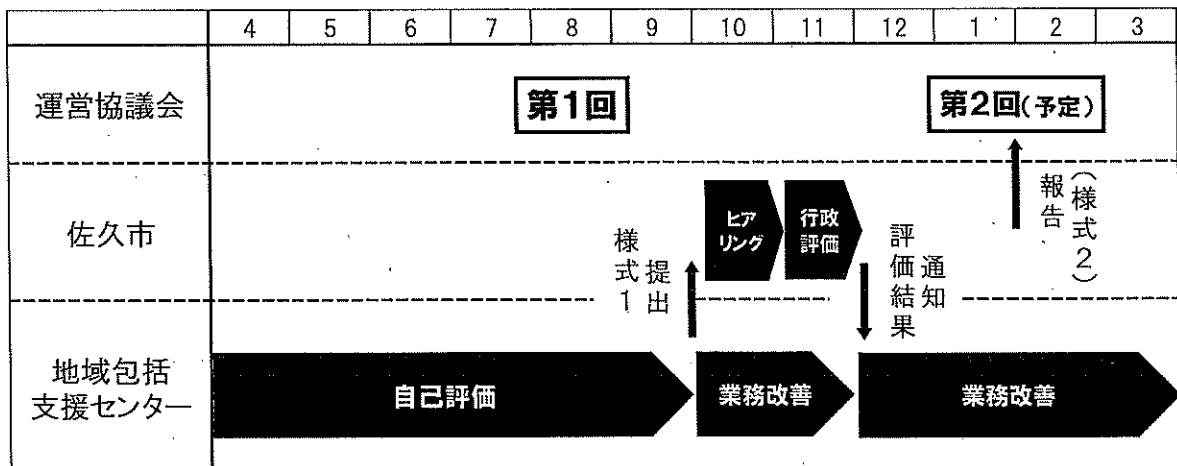 4 5 6 7 8 9 10 11 12 1 2 3
運営協議会
第1回
第2回(予定)
佐久市
ヒア
リング
行政
評価
様式1
提出
評価結果
通知
報告
(様式2)
地域包括
支援センター
自己評価
業務改善
業務改善